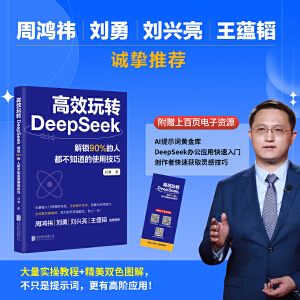 周鸿祎 刘勇 刘兴亮 王蕴韬
诚挚推荐
高效玩转
DeepSeek
解锁90%的人
都不知道的使用技巧
周鸿祎|刘勇|刘兴亮|王蕴韬
附赠上百页电子资源
AI提示词黄金库
DeepSeek办公应用快速入门
创作者快速获取灵感技巧
大量实操教程+精美双色图解，
不只是提示词，更有高阶应用！